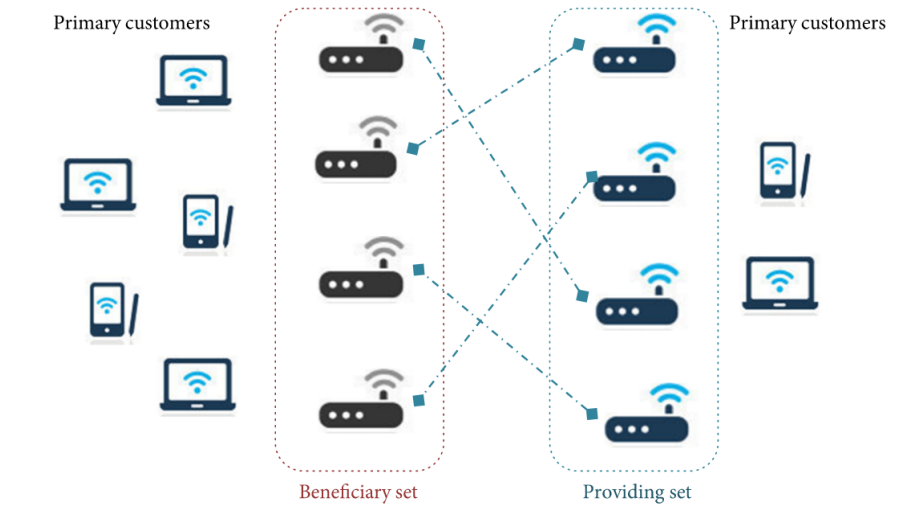 Primary customers
Primary customers
Beneficiary set
Providing set